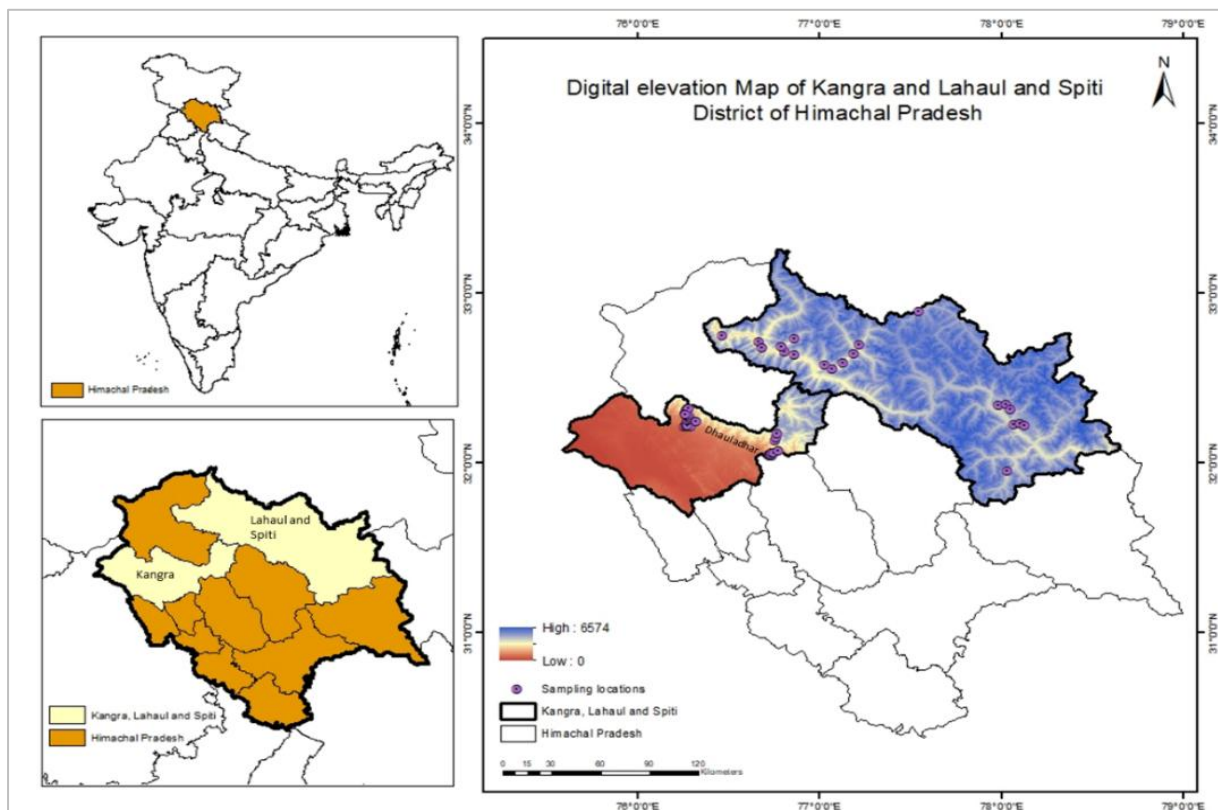 Himachal Pradesh
Lahaul and
Spiti
Kangra
Kangra, Lahaul and Spiti
Himachal Pradesh
76°0'0"E
77°0'0"E
78°0'0"E
79°0'0"E
N
Digital elevation Map of Kangra and Lahaul and Spiti
District of Himachal Pradesh
34°0'0"N
34°0'0"N
33°0'0"N
33°0'0"N
Dhauladhar
32°0'0"N
32°0'0"N
31°0'0"N
31°0'0"N
High : 6574
Low : 0
Sampling locations
Kangra, Lahaul and Spiti
Himachal Pradesh
0 15 30 60 90 120
Kilometers
76°0'0"E
77°0'0"E
78°0'0"E
79°0'0"E